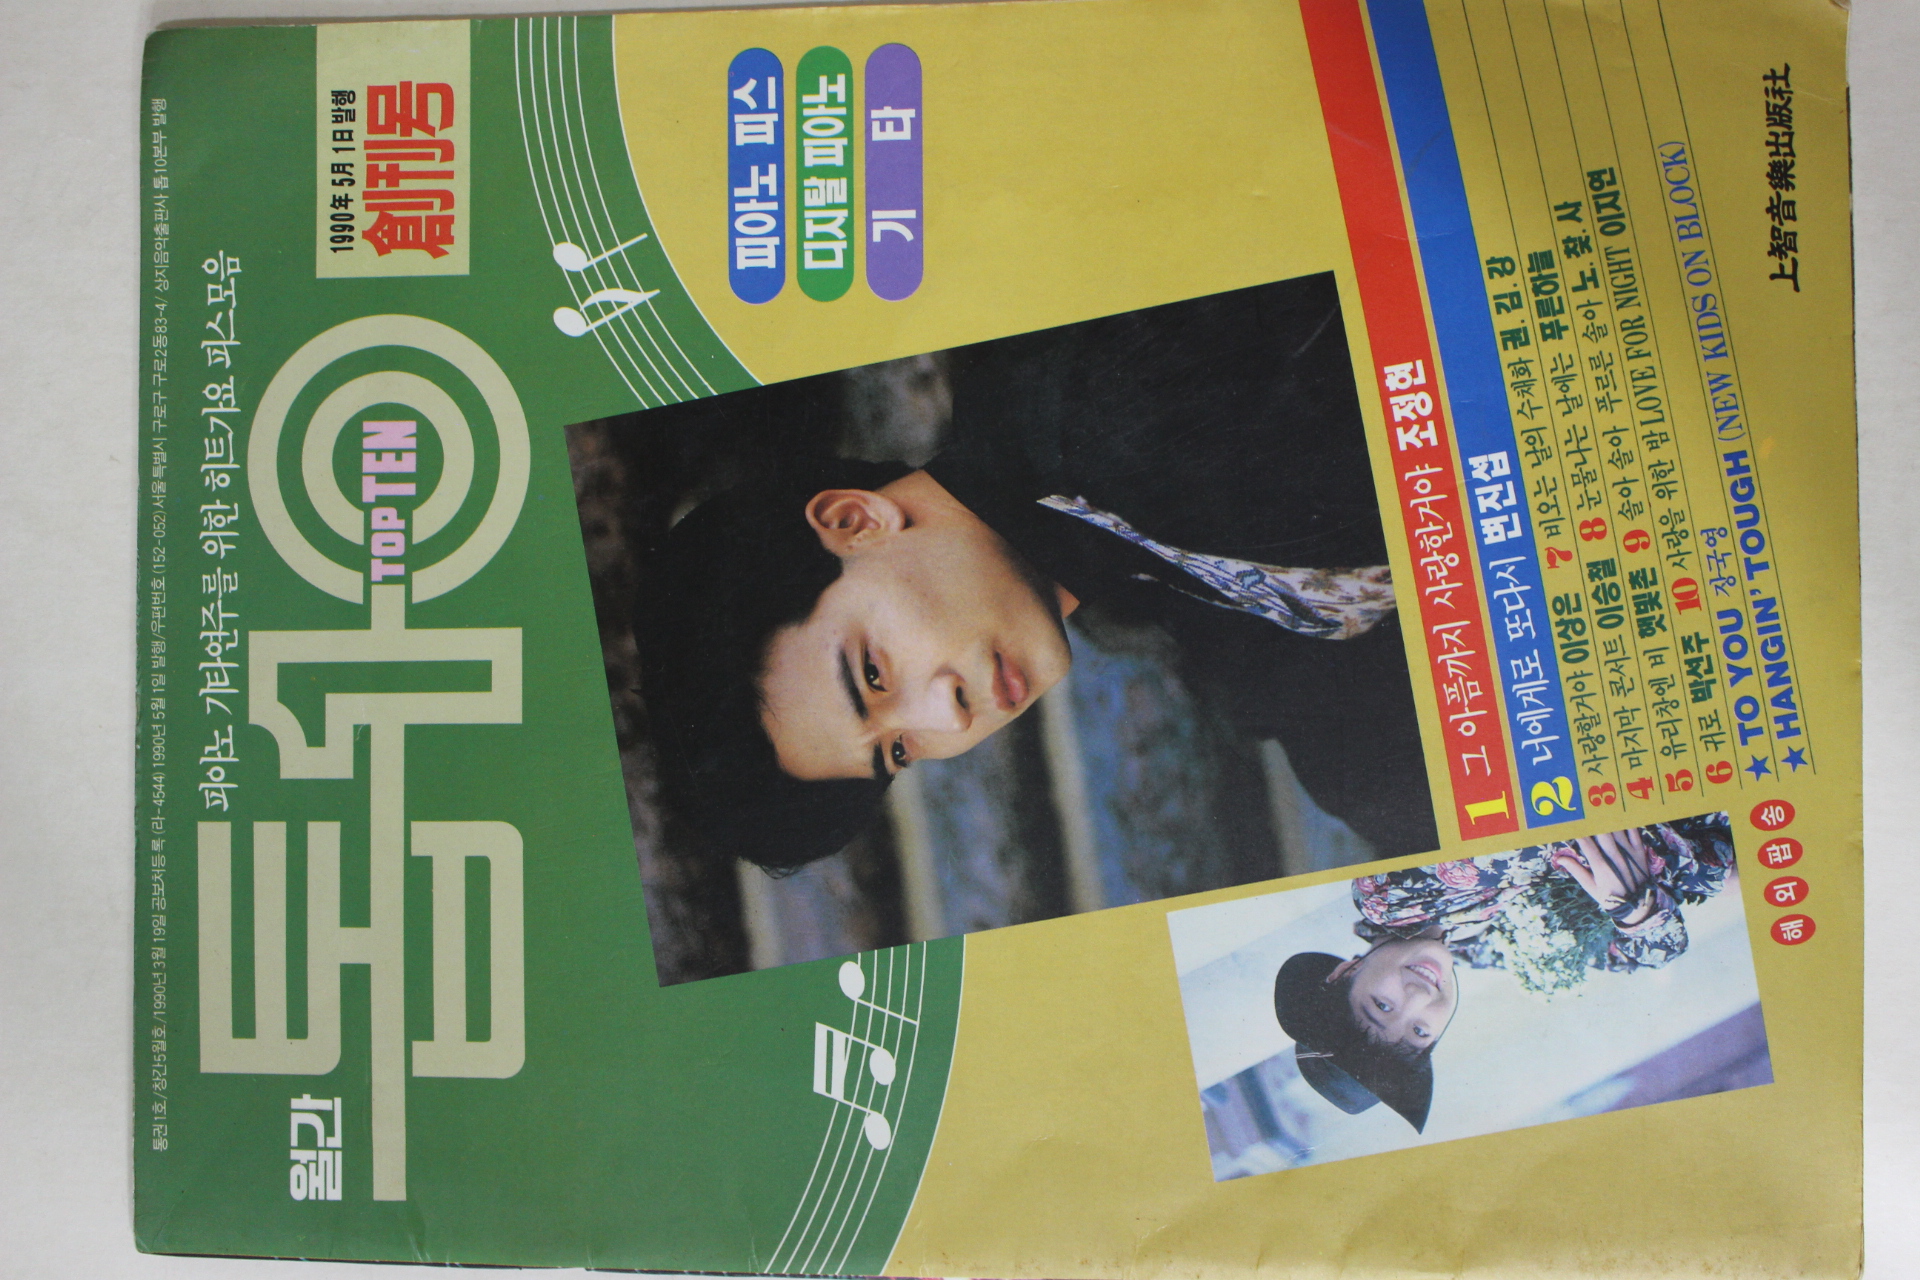 통권 1호/창간 5월호/1990년 3월 19일 공보처등록 (라-4544) 1990년 5월 1일 발행/우편번호 (152-052) 서울특별시 구로구 구로2동 83-4/ 상지음악출판사 톱10본부 발행
피아노 기타연주를 위한 히트가요 피스모음
월간
톱10
TOP TEN
1990年 5月 1日 발행
創刊号
피아노 피스
디지탈 피아노
기 타
1 그 아픔까지 사랑한거야 조정현
2 너에게로 또다시 변진섭
3 사랑할거야 이상은 7 비오는 날의 수채화 권.김.강
4 마지막 콘서트 이승철 8 눈물나는 날에는 푸른하늘
5 유리창엔 비 햇빛촌 9 솔아 솔아 푸르른 솔아 노.찾.사
6 귀로 박선주 10 사랑을 위한 밤 LOVE FOR NIGHT 이지연
해외팝송
★ TO YOU 장국영
★ HANGIN' TOUGH (NEW KIDS ON BLOCK)
上智音樂出版社